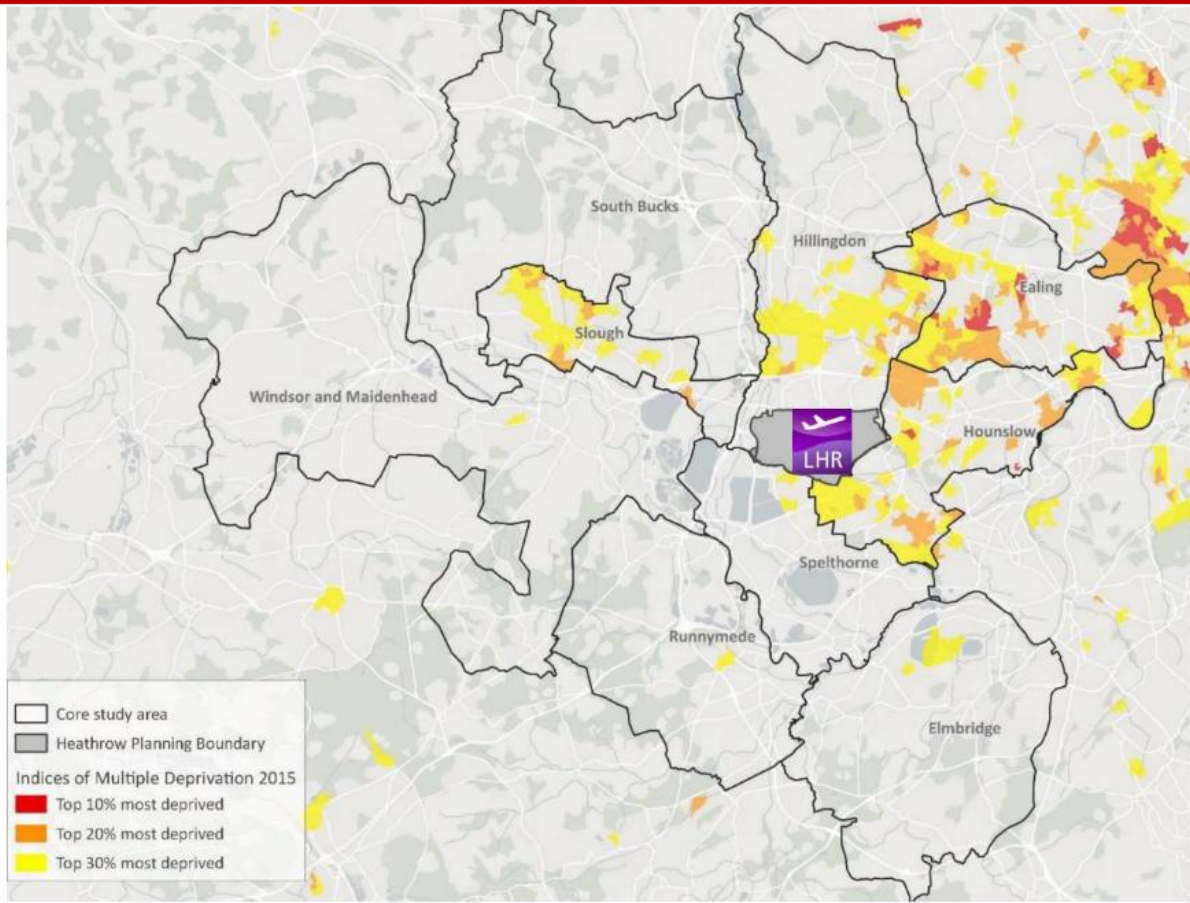 South Bucks
Hillingdon
Ealing
Slough
Windsor and Maidenhead
Hounslow
LHR
Spelthorne
Runnymede
Elmbridge
Core study area
Heathrow Planning Boundary
Indices of Multiple Deprivation 2015
Top 10% most deprived
Top 20% most deprived
Top 30% most deprived